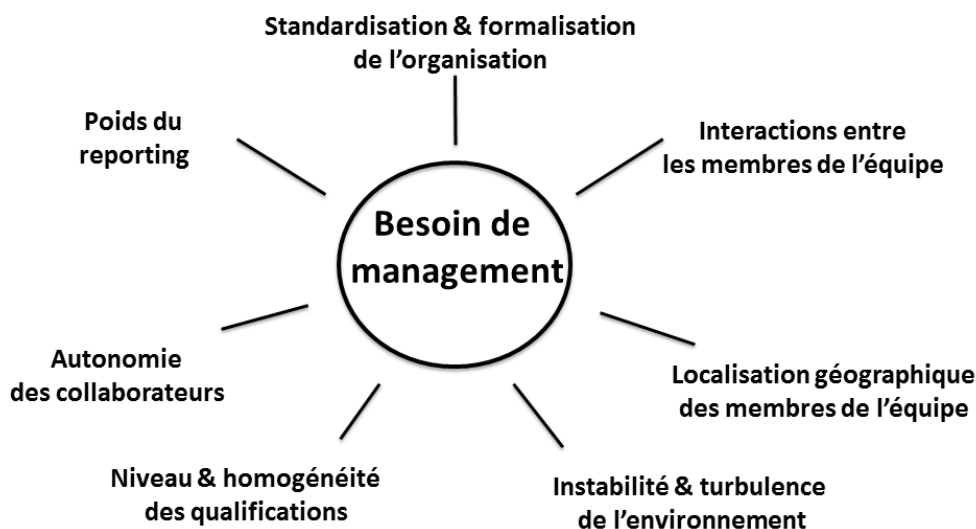 Standardisation & formalisation
de l’organisation
Poids du
reporting
Interactions entre
les membres de l’équipe
Besoin de
management
Autonomie
des collaborateurs
Localisation géographique
des membres de l’équipe
Niveau & homogénéité
des qualifications
Instabilité & turbulence
de l’environnement